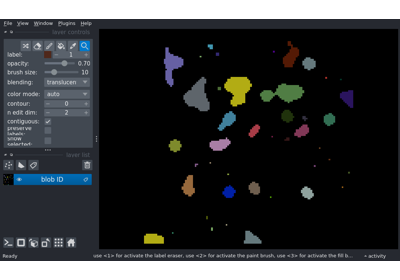 File View Window Plugins Help
layer controls
label: 1
opacity: 0.70
brush size: 10
blending: translucen
color mode: auto
contour: 0
n edit dim: 2
contiguous:
preserve labels:
show selected:
layer list
blob ID
Ready
use <1> for activate the label eraser, use <2> for activate the paint brush, use <3> for activate the fill b...
activity